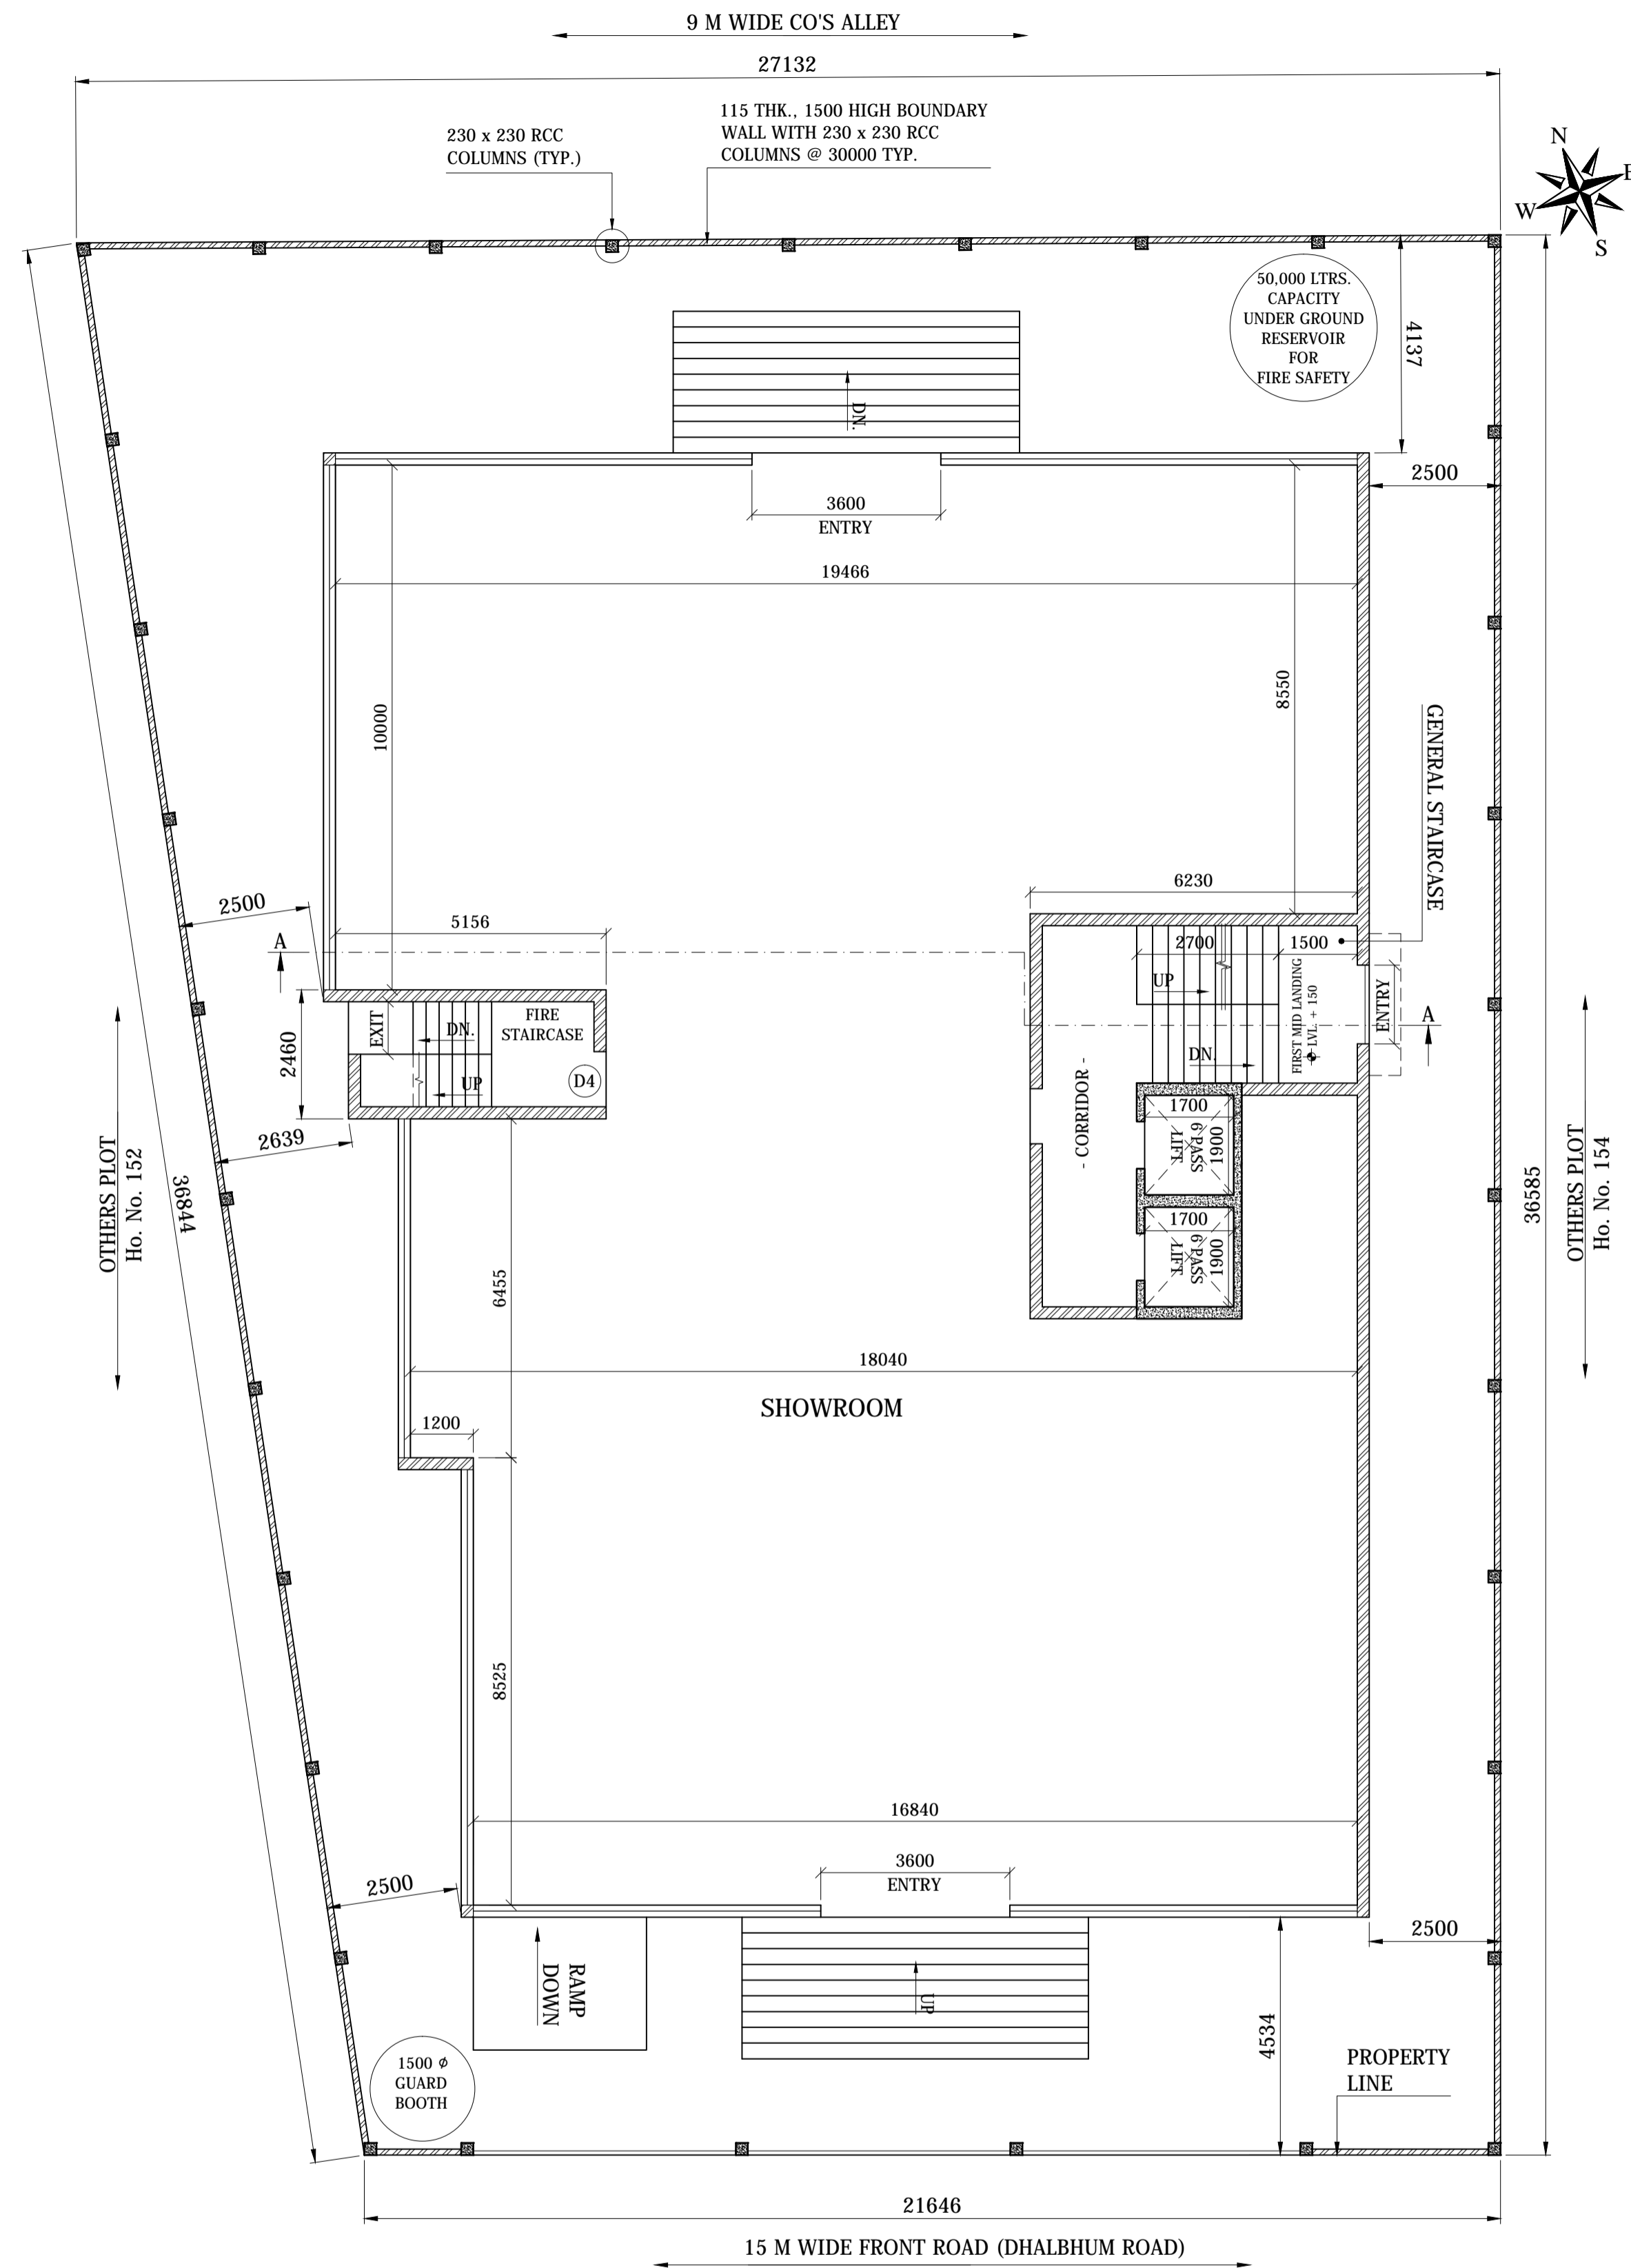 9 M WIDE CO'S ALLEY
27132
230 x 230 RCC
COLUMNS (TYP.)
115 THK., 1500 HIGH BOUNDARY
WALL WITH 230 x 230 RCC
COLUMNS @ 30000 TYP.
N
E
W
S
50,000 LTRS.
CAPACITY
UNDER GROUND
RESERVOIR
FOR
FIRE SAFETY
4137
DN.
2500
3600
ENTRY
19466
10000
8550
GENERAL STAIRCASE
6230
2500
5156
A
2700
1500
UP
FIRST MID LANDING
LVL. + 150
ENTRY
A
DN.
EXIT
DN.
FIRE
STAIRCASE
UP
D4
2460
2639
- CORRIDOR -
1700
1900
6 PASS
LIFT
1700
1900
6 PASS
LIFT
OTHERS PLOT
Ho. No. 152
36844
36585
OTHERS PLOT
Ho. No. 154
6455
18040
SHOWROOM
1200
8525
16840
3600
ENTRY
2500
2500
RAMP
DOWN
UP
4534
1500 ϕ
GUARD
BOOTH
PROPERTY
LINE
21646
15 M WIDE FRONT ROAD (DHALBHUM ROAD)